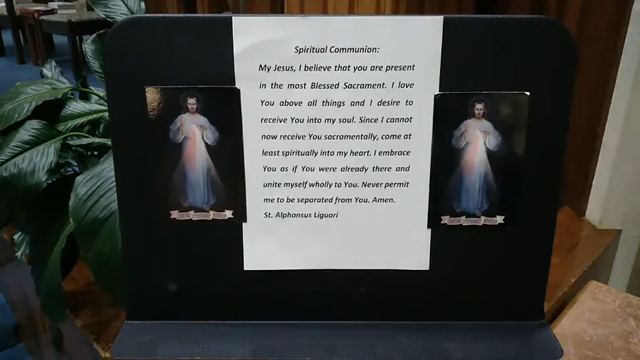 Spiritual Communion:
My Jesus, I believe that you are present
in the most Blessed Sacrament. I love
You above all things and I desire to
receive You into my soul. Since I cannot
now receive You sacramentally, come at
least spiritually into my heart. I embrace
You as if You were already there and
unite myself wholly to You. Never permit
me to be separated from You. Amen.
St. Alphonsus Liguori